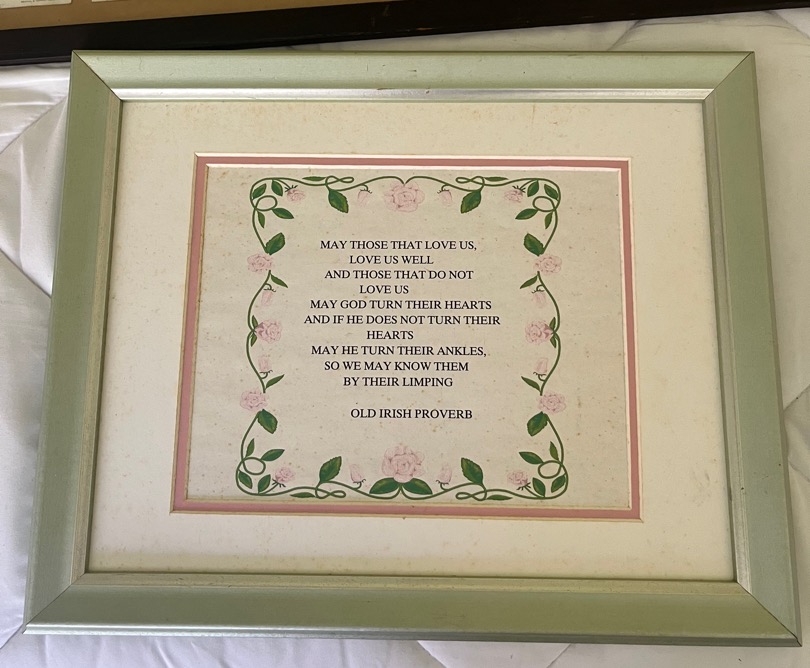 MAY THOSE THAT LOVE US,
LOVE US WELL
AND THOSE THAT DO NOT
LOVE US
MAY GOD TURN THEIR HEARTS
AND IF HE DOES NOT TURN THEIR
HEARTS
MAY HE TURN THEIR ANKLES,
SO WE MAY KNOW THEM
BY THEIR LIMPING
OLD IRISH PROVERB